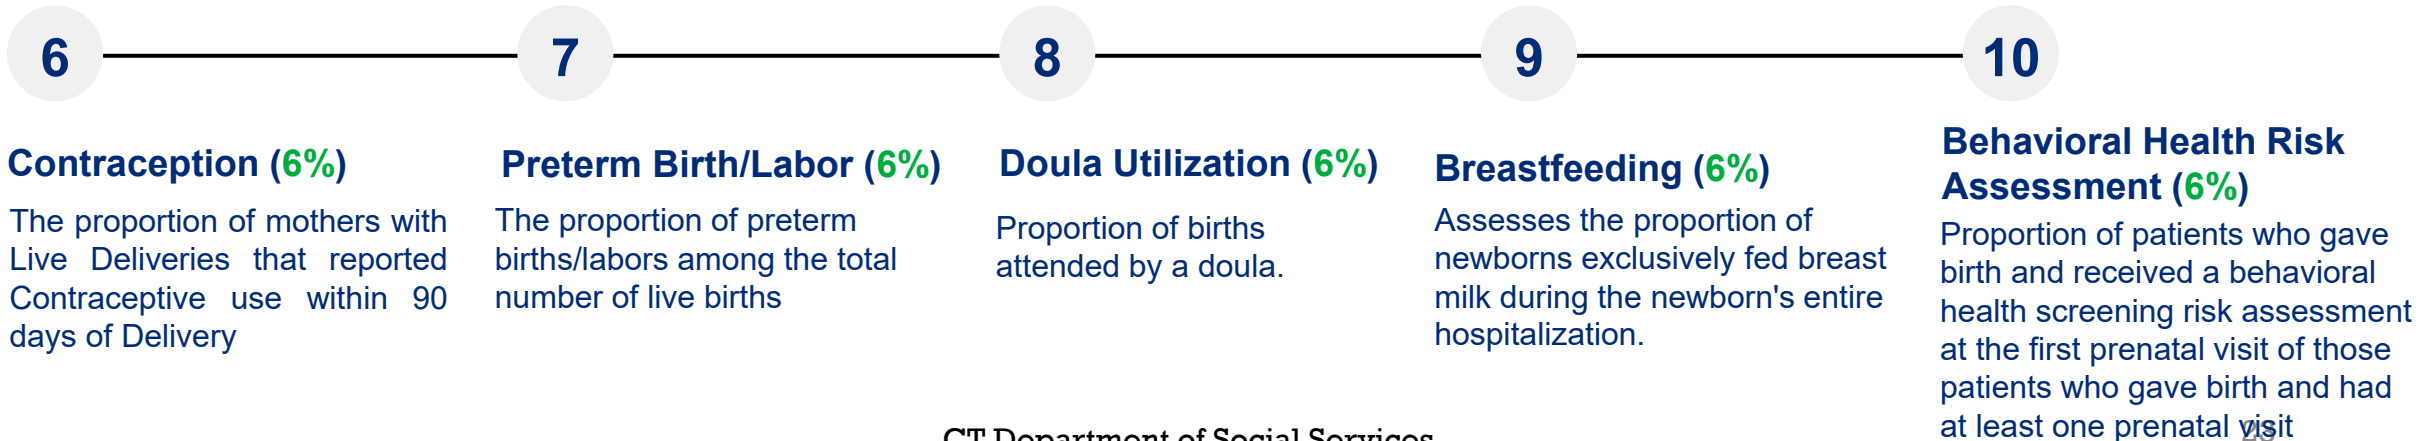 6
7
8
9
10
Contraception (6%)
The proportion of mothers with
Live Deliveries that reported
Contraceptive use within 90
days of Delivery
Preterm Birth/Labor (6%)
The proportion of preterm
births/labors among the total
number of live births
Doula Utilization (6%)
Proportion of births
attended by a doula.
Breastfeeding (6%)
Assesses the proportion of
newborns exclusively fed breast
milk during the newborn's entire
hospitalization.
Behavioral Health Risk
Assessment (6%)
Proportion of patients who gave
birth and received a behavioral
health screening risk assessment
at the first prenatal visit of those
patients who gave birth and had
at least one prenatal visit
CT Department of Social Services